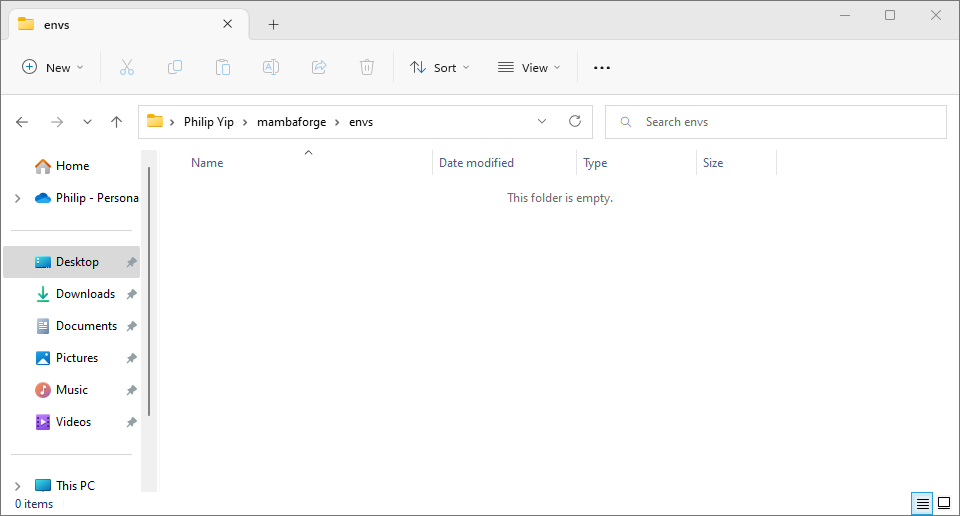 envs
New
Sort
View
Philip Yip mambaforge envs
Search envs
Home
Philip - Persona
Desktop
Downloads
Documents
Pictures
Music
Videos
This PC
Name Date modified Type Size
This folder is empty.
0 items